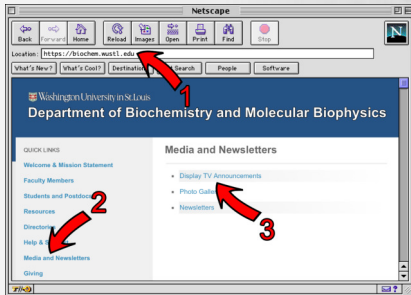 Netscape
Back Forward Home Reload Images Open Print Find Stop
N
Location: https://biochem.wustl.edu
What's New? What's Cool? Destination Search People Software
1
Washington University in St. Louis
Department of Biochemistry and Molecular Biophysics
QUICK LINKS
Media and Newsletters
Welcome & Mission Statement
Faculty Members
Display TV Announcements
Students and Postdocs
Photo Galle
2
Resources
Newsletters
Directories
3
Help & S
Media and Newsletters
Giving